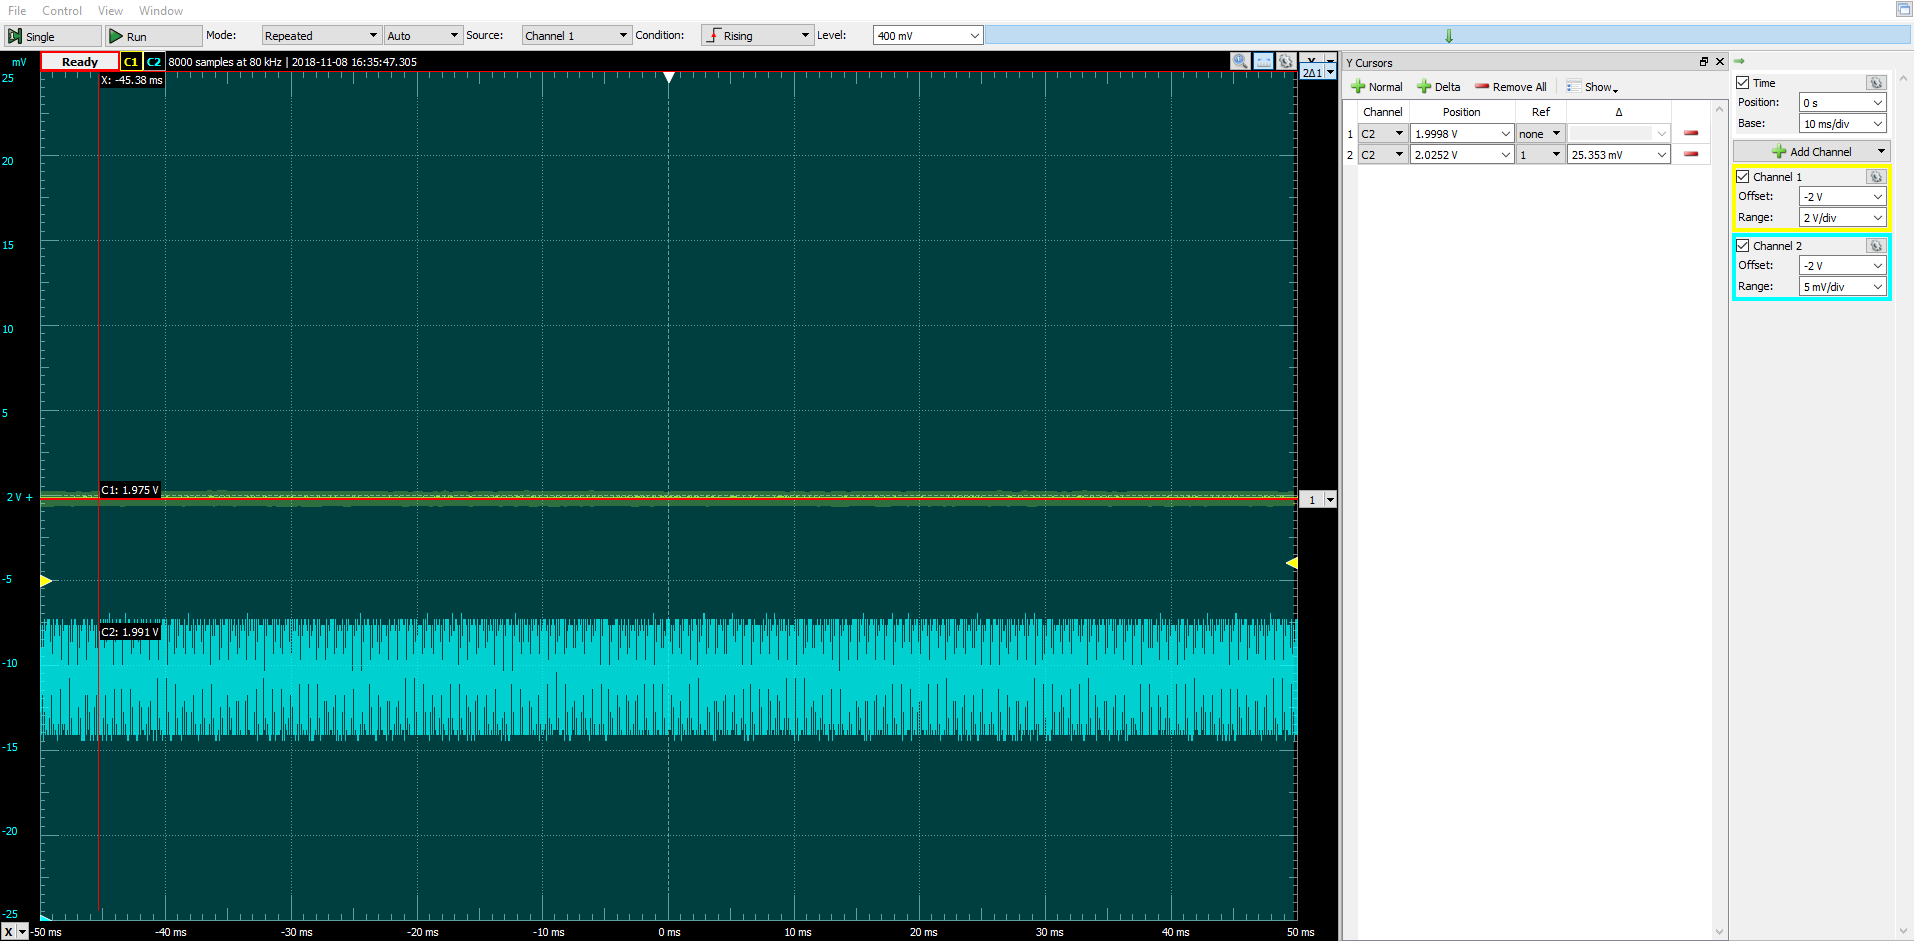 File Control View Window
Single Run Mode: Repeated Auto Source: Channel 1 Condition: Rising Level: 400 mV
mV Ready C1 C2 8000 samples at 80 kHz | 2018-11-08 16:35:47.305
X: -45.38 ms
2Δ1
25
20
15
10
5
C1: 1.975 V
2 V +
1
-5
C2: 1.991 V
-10
-15
-20
-25
X -50 ms -40 ms -30 ms -20 ms -10 ms 0 ms 10 ms 20 ms 30 ms 40 ms 50 ms
Y Cursors
Normal Delta Remove All Show
Channel Position Ref Δ
1 C2 1.9998 V none
2 C2 2.0252 V 1 25.353 mV
Time
Position: 0 s
Base: 10 ms/div
Add Channel
Channel 1
Offset: -2 V
Range: 2 V/div
Channel 2
Offset: -2 V
Range: 5 mV/div